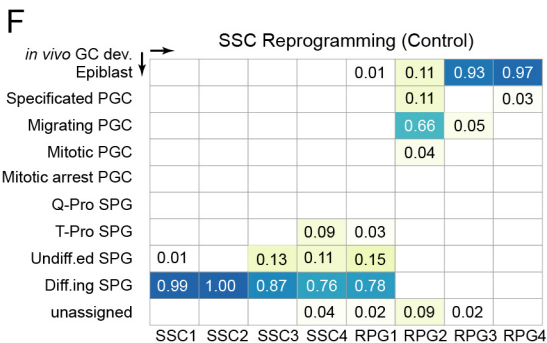 F
SSC Reprogramming (Control)
in vivo GC dev.
Epiblast 0.01 0.11 0.93 0.97
Specificated PGC 0.11 0.03
Migrating PGC 0.66 0.05
Mitotic PGC 0.04
Mitotic arrest PGC
Q-Pro SPG
T-Pro SPG 0.09 0.03
Undiff.ed SPG 0.01 0.13 0.11 0.15
Diff.ing SPG 0.99 1.00 0.87 0.76 0.78
unassigned 0.04 0.02 0.09 0.02
SSC1 SSC2 SSC3 SSC4 RPG1 RPG2 RPG3 RPG4